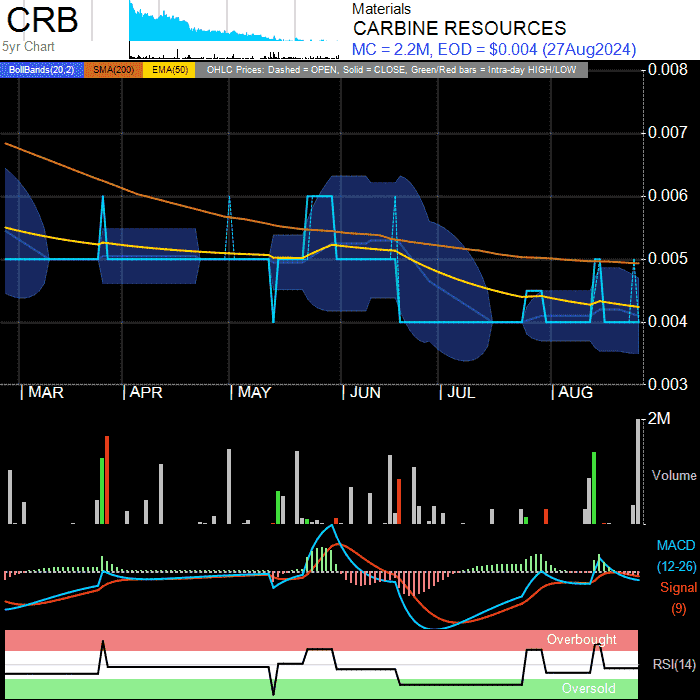 CRB
5yr Chart
Materials
CARBINE RESOURCES
MC = 2.2M, EOD = $0.004 (27Aug2024)
BollBands(20,2) SMA(200) EMA(50) OHLC Prices: Dashed = OPEN, Solid = CLOSE, Green/Red bars = Intra-day HIGH/LOW
0.008
0.007
0.006
0.005
0.004
0.003
| MAR | APR | MAY | JUN | JUL | AUG
2M
Volume
MACD
(12-26)
Signal
(9)
Overbought
RSI(14)
Oversold